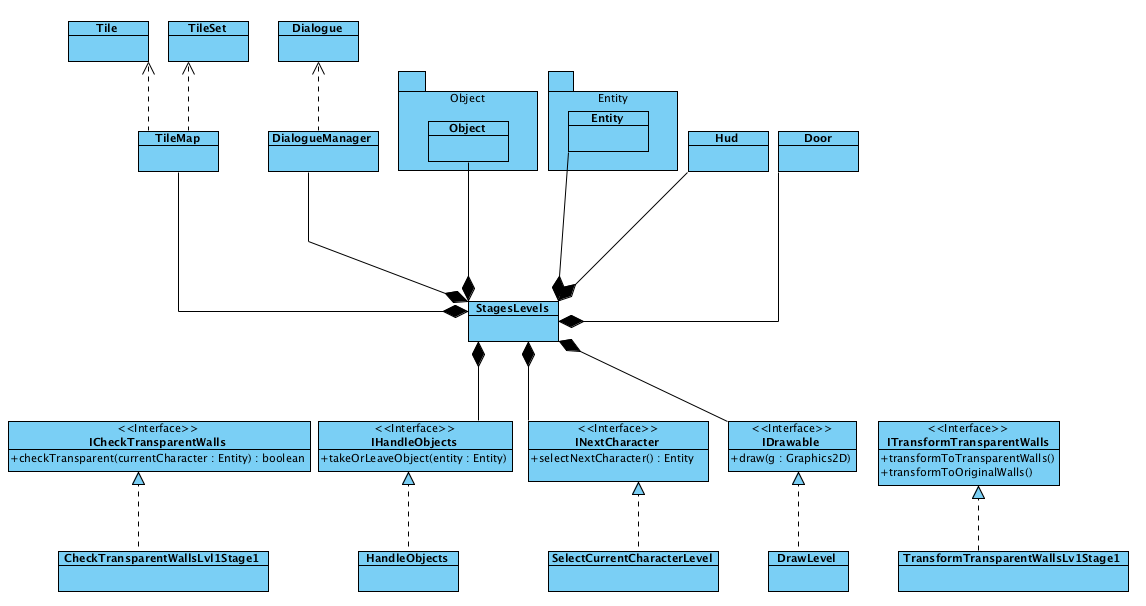 Tile
TileSet
Dialogue
Object
Entity
Object
Entity
TileMap
DialogueManager
Hud
Door
StagesLevels
<<Interface>>
ICheckTransparentWalls
+checkTransparent(currentCharacter : Entity) : boolean
<<Interface>>
IHandleObjects
+takeOrLeaveObject(entity : Entity)
<<Interface>>
INextCharacter
+selectNextCharacter() : Entity
<<Interface>>
IDrawable
+draw(g : Graphics2D)
<<Interface>>
ITransformTransparentWalls
+transformToTransparentWalls()
+transformToOriginalWalls()
CheckTransparentWallsLvl1Stage1
HandleObjects
SelectCurrentCharacterLevel
DrawLevel
TransformTransparentWallsLv1Stage1